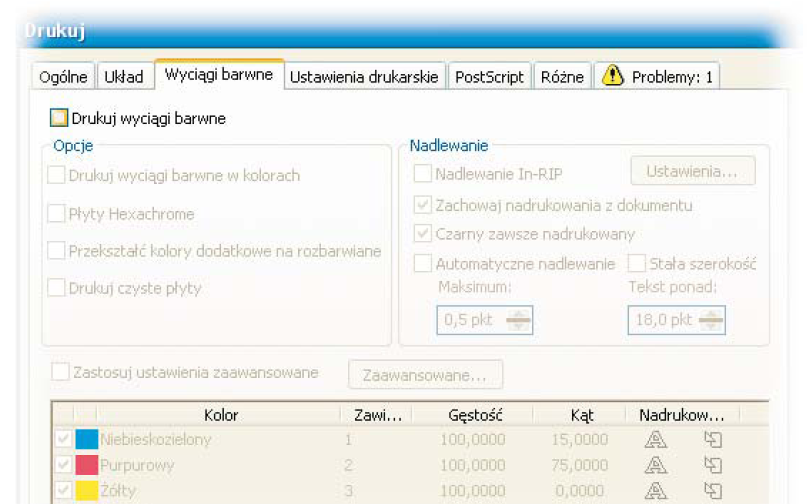 Drukuj
Ogólne Układ Wyciągi barwne Ustawienia drukarskie PostScript Różne Problemy: 1
Drukuj wyciągi barwne
Opcje
Drukuj wyciągi barwne w kolorach
Płyty Hexachrome
Przekształć kolory dodatkowe na rozbarwiane
Drukuj czyste płyty
Nadlewanie
Nadlewanie In-RIP Ustawienia...
Zachowaj nadrukowania z dokumentu
Czarny zawsze nadrukowany
Automatyczne nadlewanie Stała szerokość
Maksimum: Tekst ponad:
0,5 pkt 18,0 pkt
Zastosuj ustawienia zaawansowane Zaawansowane...
Kolor Zawi... Gęstość Kąt Nadrukow...
Niebieskozielony 1 100,0000 15,0000
Purpurowy 2 100,0000 75,0000
Żółty 3 100,0000 0,0000